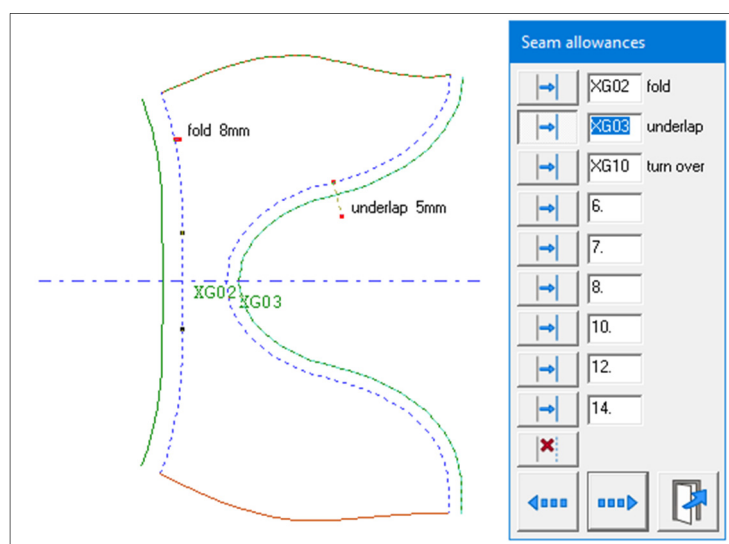 Seam allowances
XG02 fold
XG03 underlap
XG10 turn over
6.
7.
8.
10.
12.
14.
fold 8mm
underlap 5mm
XG02
XG03